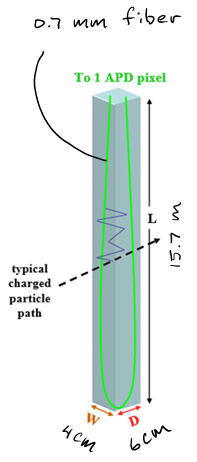 0.7 mm fiber
To 1 APD pixel
L
15.7 m
typical
charged
particle
path
W
D
4cm
6cm